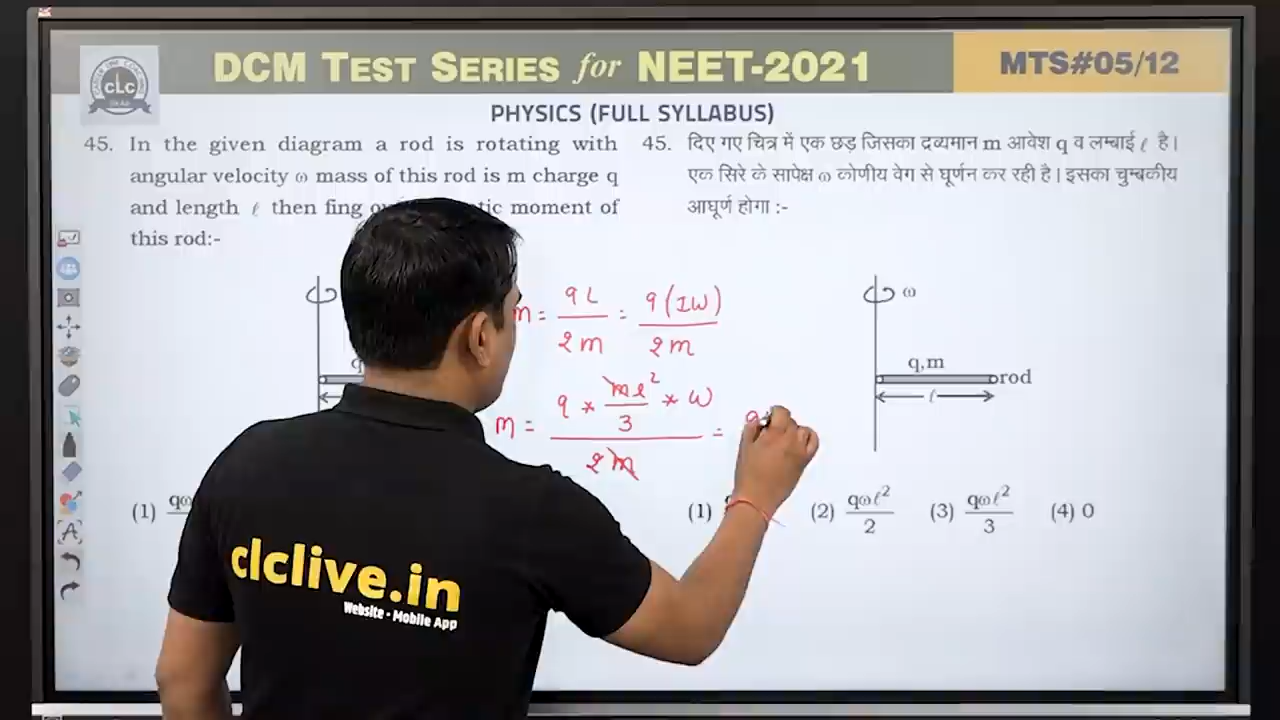 DCM TEST SERIES for NEET-2021
MTS#05/12
CLC
PHYSICS (FULL SYLLABUS)
45. In the given diagram a rod is rotating with
angular velocity ω mass of this rod is m charge q
and length ℓ then fing tic moment of
this rod:-
45. दिए गए चित्र में एक छड़ जिसका द्रव्यमान m आवेश q व लम्बाई ℓ है।
एक सिरे के सापेक्ष ω कोणीय वेग से घूर्णन कर रही है। इसका चुम्बकीय
आघूर्ण होगा :-
m = qL/2m = q(Iω)/2m
m = q * mℓ²/3 * ω / 2m =
ω
q,m
rod
ℓ
(1) qω
(1) (2) qωℓ²/2 (3) qωℓ²/3 (4) 0
clclive.in
Website - Mobile App